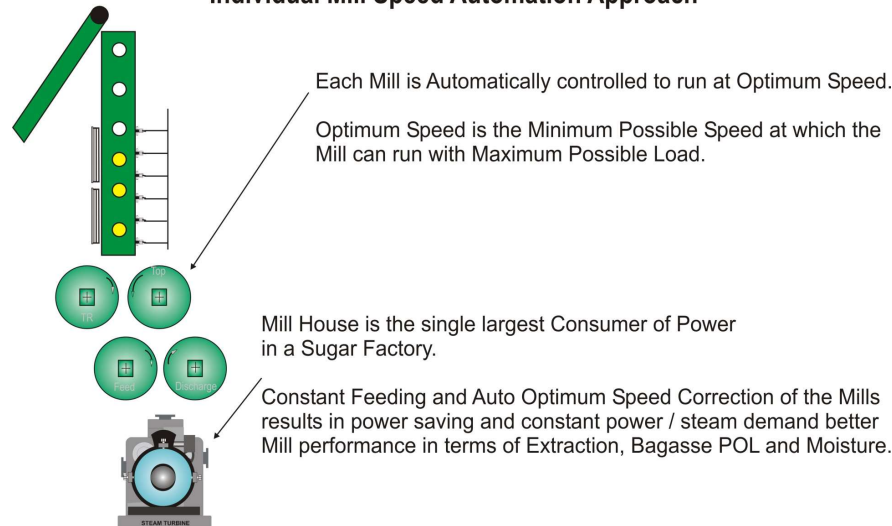 Individual Mill Speed Automation Approach
Each Mill is Automatically controlled to run at Optimum Speed.
Optimum Speed is the Minimum Possible Speed at which the
Mill can run with Maximum Possible Load.
Top
TR
Feed
Discharge
Mill House is the single largest Consumer of Power
in a Sugar Factory.
Constant Feeding and Auto Optimum Speed Correction of the Mills
results in power saving and constant power / steam demand better
Mill performance in terms of Extraction, Bagasse POL and Moisture.
STEAM TURBINE